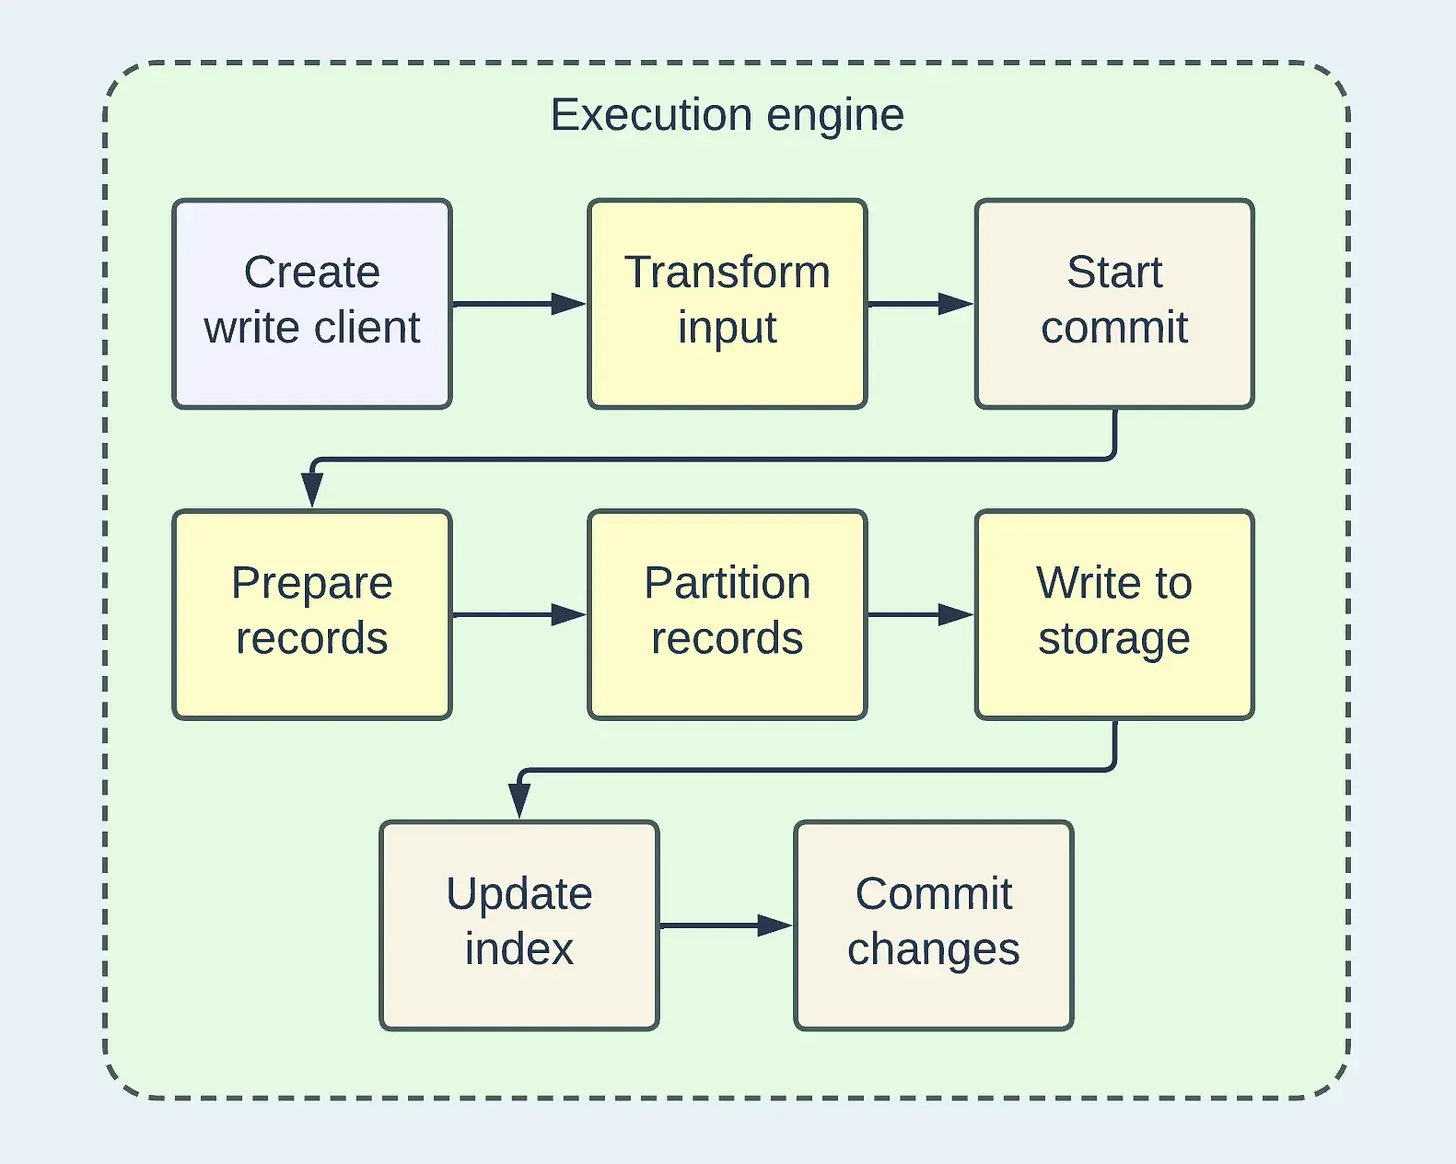 Execution engine
Create
write client
Transform
input
Start
commit
Prepare
records
Partition
records
Write to
storage
Update
index
Commit
changes